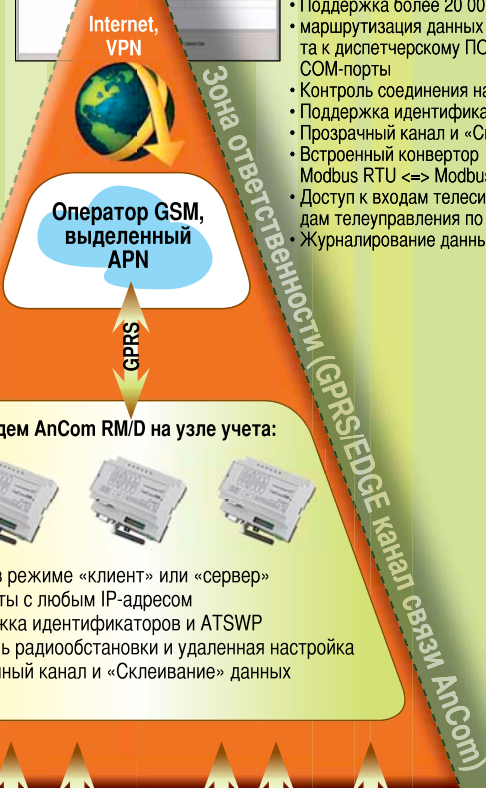 Internet,
VPN
• Поддержка более 20 00
• маршрутизация данных
та к диспетчерскому ПО
COM-порты
• Контроль соединения на
• Поддержка идентифика
• Прозрачный канал и «С
• Встроенный конвертор
Modbus RTU <=> Modbus
• Доступ к входам телеси
дам телеуправления по
• Журналирование данны
Зона ответственности (GPRS/EDGE канал связи AnCom)
Оператор GSM,
выделенный
APN
GPRS
дем AnCom RM/D на узле учета:
в режиме «клиент» или «сервер»
ты с любым IP-адресом
жка идентификаторов и ATSWP
ь радиообстановки и удаленная настройка
ный канал и «Склеивание» данных